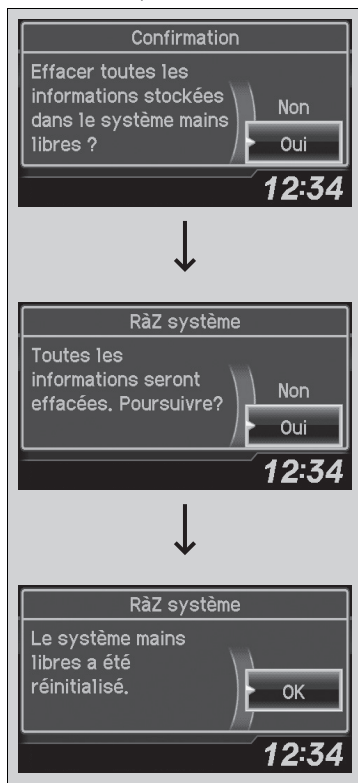 Confirmation
Effacer toutes les
informations stockées
dans le système mains
libres ?
Non
Oui
12:34
RàZ système
Toutes les
informations seront
effacées. Poursuivre?
Non
Oui
12:34
RàZ système
Le système mains
libres a été
réinitialisé.
OK
12:34